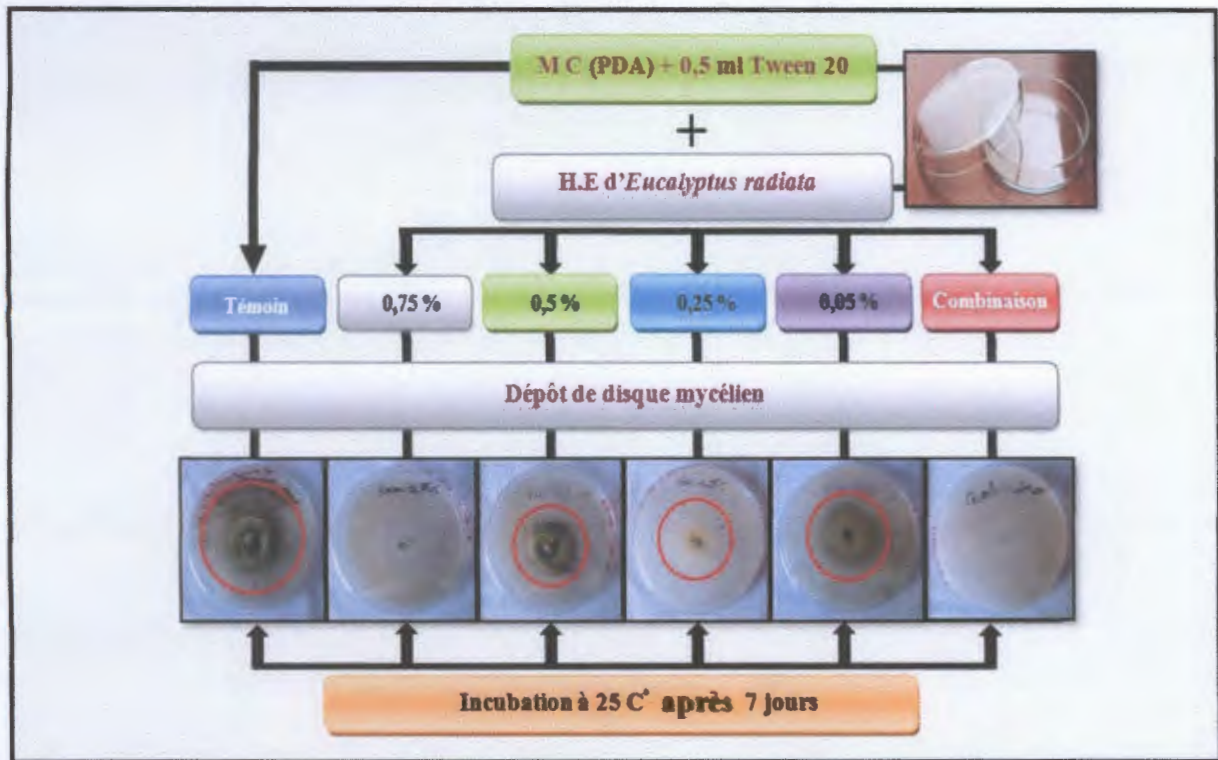 M C (PDA) + 0,5 ml Tween 20
+
H.E d'Eucalyptus radiata
Témoin
0,75 %
0,5 %
0,25 %
0,05 %
Combinaison
Dépôt de disque mycélien
Incubation à 25 C° après 7 jours